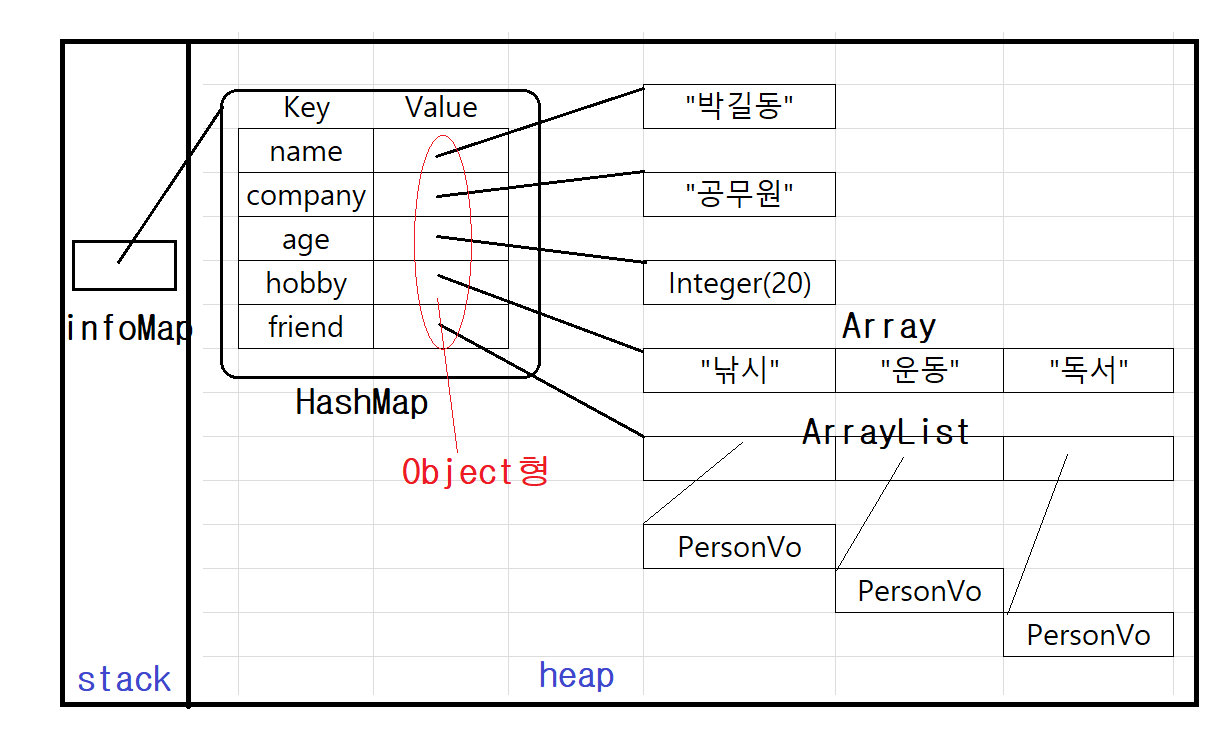 Key Value
name
company
age
hobby
friend
infoMap
HashMap
Object형
"박길동"
"공무원"
Integer(20)
Array
"낚시" "운동" "독서"
ArrayList
PersonVo
PersonVo
PersonVo
stack
heap